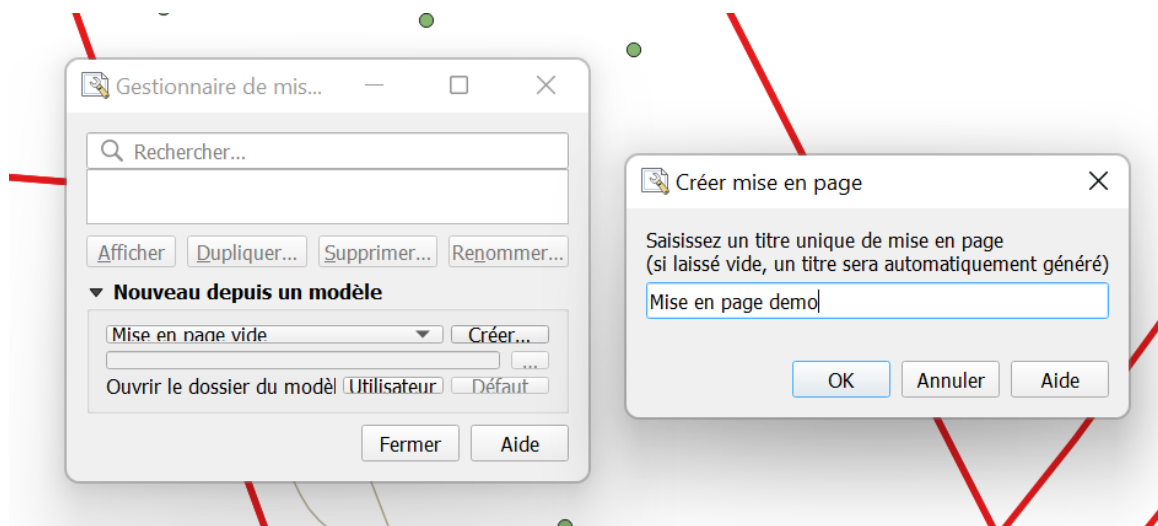 Gestionnaire de mis...
Rechercher...
Afficher Dupliquer... Supprimer... Renommer...
Nouveau depuis un modèle
Mise en page vide Créer...
...
Ouvrir le dossier du modèl Utilisateur Défaut
Fermer Aide
Créer mise en page
Saisissez un titre unique de mise en page
(si laissé vide, un titre sera automatiquement généré)
Mise en page demo
OK Annuler Aide